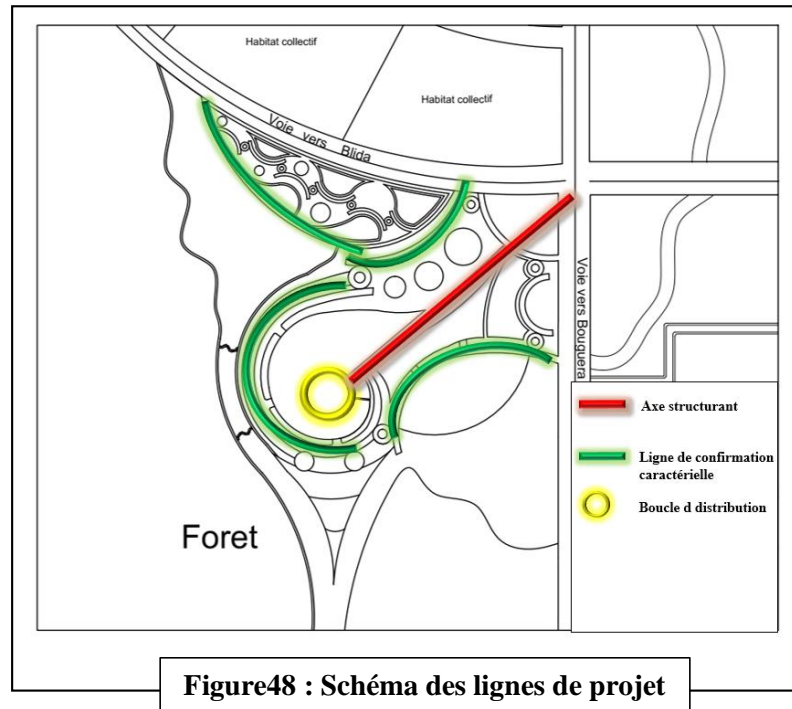 Habitat collectif
Habitat collectif
Voie vers Blida
Voie vers Bouguera
Axe structurant
Ligne de confirmation
caractérielle
Boucle d distribution
Foret
Figure48 : Schéma des lignes de projet